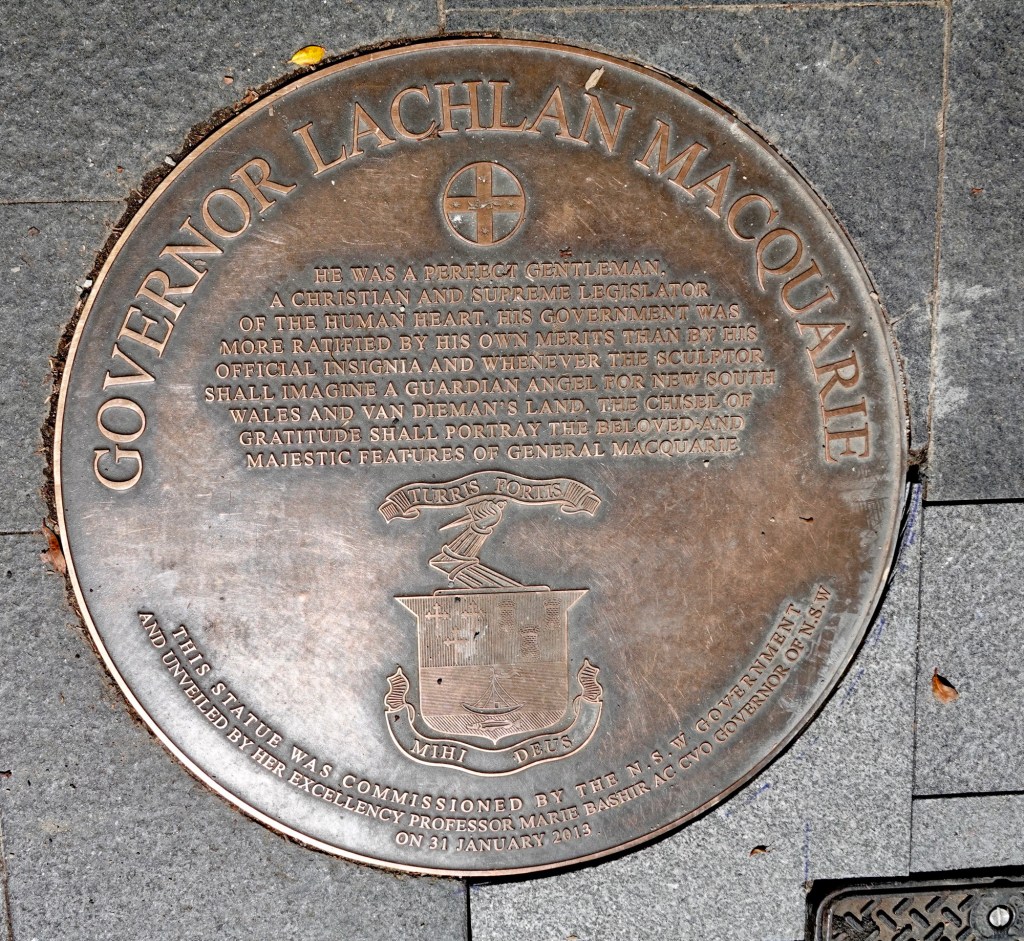 GOVERNOR LACHLAN MACQUARIE
HE WAS A PERFECT GENTLEMAN.
A CHRISTIAN AND SUPREME LEGISLATOR
OF THE HUMAN HEART. HIS GOVERNMENT WAS
MORE RATIFIED BY HIS OWN MERITS THAN BY HIS
OFFICIAL INSIGNIA AND WHENEVER THE SCULPTOR
SHALL IMAGINE A GUARDIAN ANGEL FOR NEW SOUTH
WALES AND VAN DIEMAN'S LAND. THE CHISEL OF
GRATITUDE SHALL PORTRAY THE BELOVED AND
MAJESTIC FEATURES OF GENERAL MACQUARIE
TURRIS FORTIS
MIHI DEUS
THIS STATUE WAS COMMISSIONED BY THE N.S.W GOVERNMENT
AND UNVEILED BY HER EXCELLENCY PROFESSOR MARIE BASHIR AC CVO GOVERNOR OF N.S.W
ON 31 JANUARY 2013